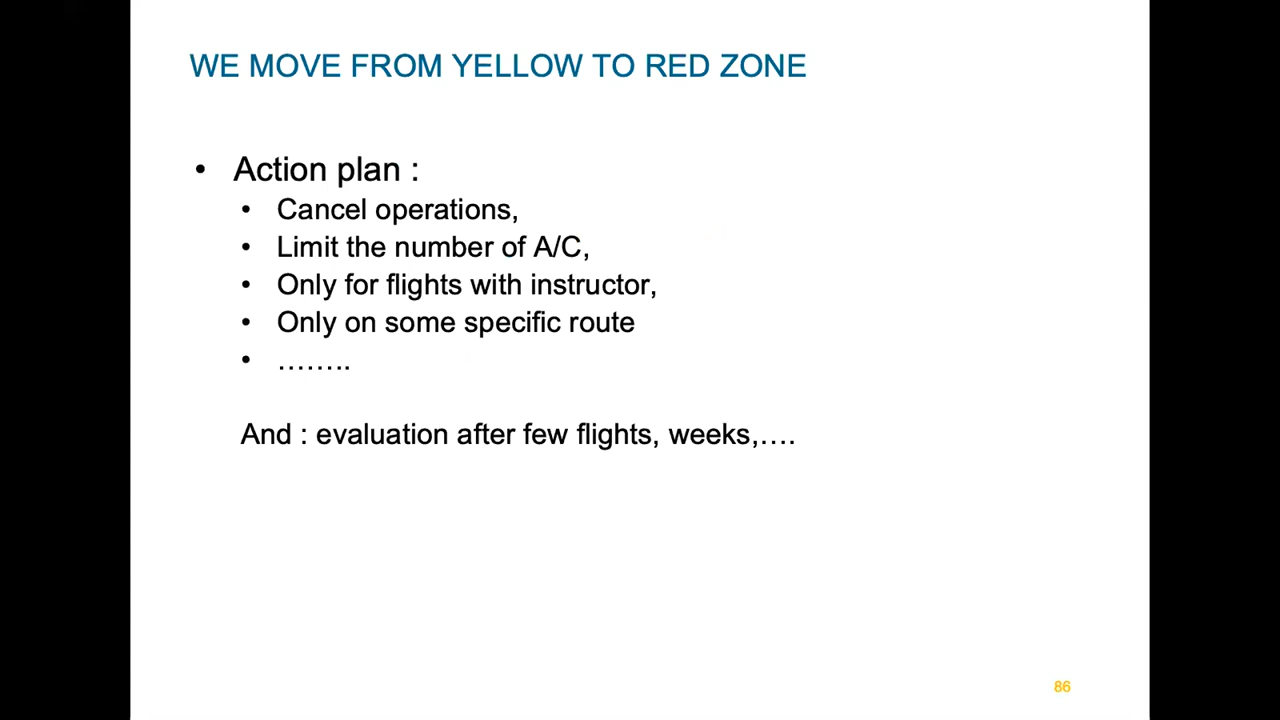 WE MOVE FROM YELLOW TO RED ZONE
• Action plan :
• Cancel operations,
• Limit the number of A/C,
• Only for flights with instructor,
• Only on some specific route
• ……..
And : evaluation after few flights, weeks,….
86